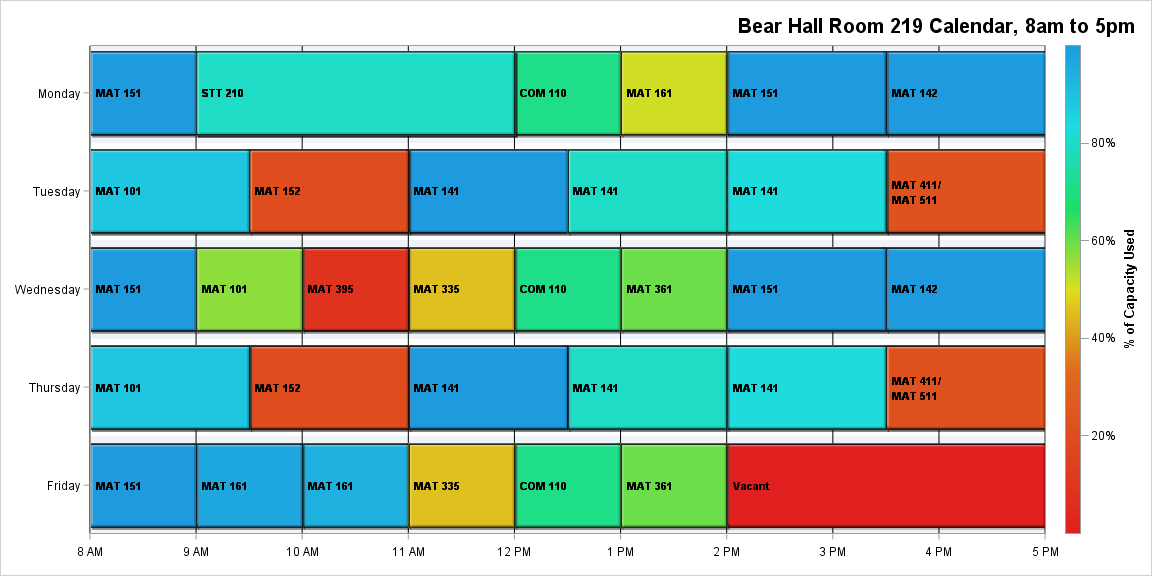 Bear Hall Room 219 Calendar, 8am to 5pm
Monday
MAT 151
STT 210
COM 110
MAT 161
MAT 151
MAT 142
80%
Tuesday
MAT 101
MAT 152
MAT 141
MAT 141
MAT 141
MAT 411/
MAT 511
60%
Wednesday
MAT 151
MAT 101
MAT 395
MAT 335
COM 110
MAT 361
MAT 151
MAT 142
% of Capacity Used
40%
Thursday
MAT 101
MAT 152
MAT 141
MAT 141
MAT 141
MAT 411/
MAT 511
20%
Friday
MAT 151
MAT 161
MAT 161
MAT 335
COM 110
MAT 361
Vacant
8 AM
9 AM
10 AM
11 AM
12 PM
1 PM
2 PM
3 PM
4 PM
5 PM